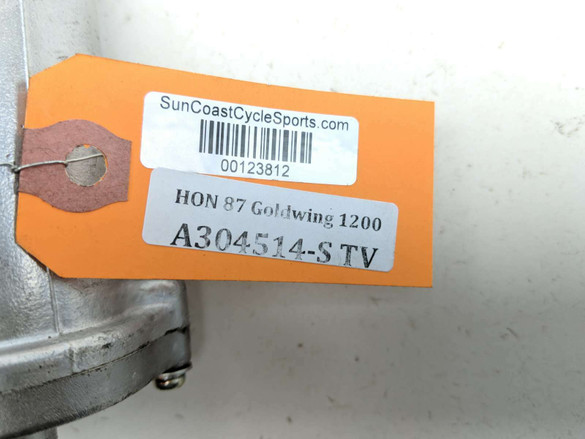 SunCoastCycleSports.com
00123812
HON 87 Goldwing 1200
A304514-S TV